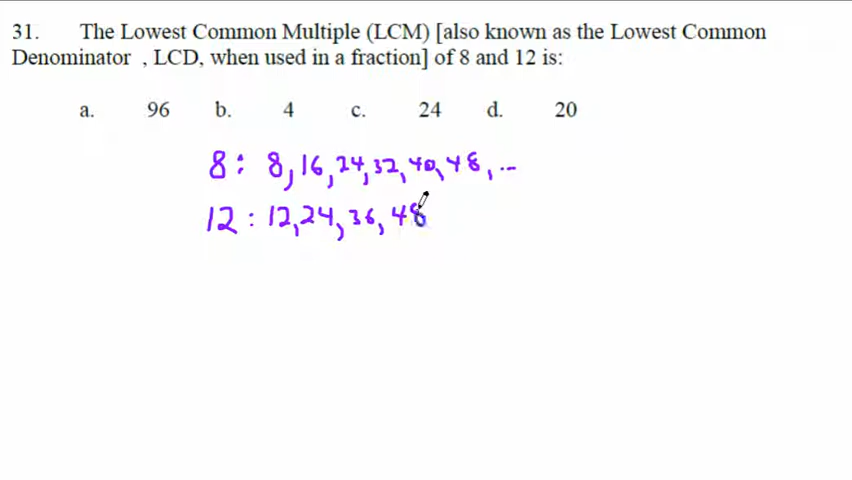 31. The Lowest Common Multiple (LCM) [also known as the Lowest Common
Denominator , LCD, when used in a fraction] of 8 and 12 is:
a. 96 b. 4 c. 24 d. 20
8: 8, 16, 24, 32, 40, 48, ...
12: 12, 24, 36, 48